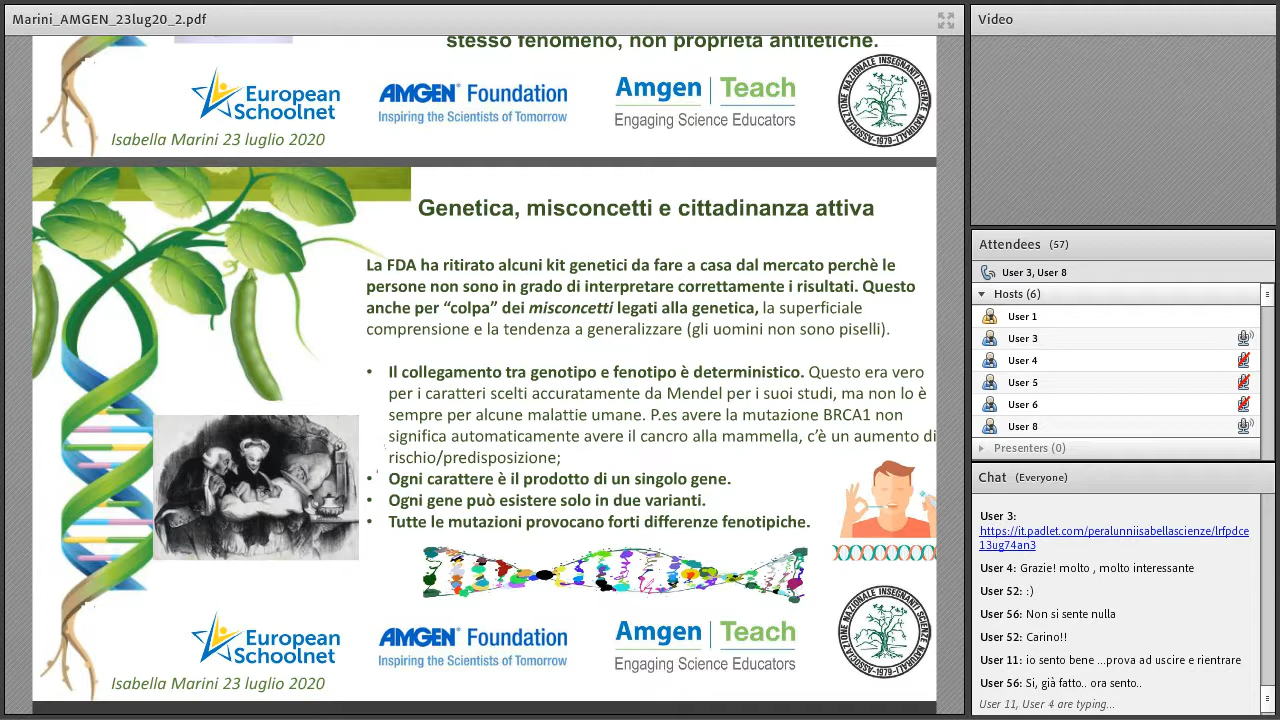 Marini_AMGEN_23lug20_2.pdf
stesso fenomeno, non proprietà antitetiche.
European
Schoolnet
AMGEN® Foundation
Inspiring the Scientists of Tomorrow
Amgen | Teach
Engaging Science Educators
ASSOCIAZIONE NAZIONALE INSEGNANTI SCIENZE NATURALI
-1979-
Isabella Marini 23 luglio 2020
Genetica, misconcetti e cittadinanza attiva
La FDA ha ritirato alcuni kit genetici da fare a casa dal mercato perchè le
persone non sono in grado di interpretare correttamente i risultati. Questo
anche per “colpa” dei misconcetti legati alla genetica, la superficiale
comprensione e la tendenza a generalizzare (gli uomini non sono piselli).
• Il collegamento tra genotipo e fenotipo è deterministico. Questo era vero
per i caratteri scelti accuratamente da Mendel per i suoi studi, ma non lo è
sempre per alcune malattie umane. P.es avere la mutazione BRCA1 non
significa automaticamente avere il cancro alla mammella, c’è un aumento di
rischio/predisposizione;
• Ogni carattere è il prodotto di un singolo gene.
• Ogni gene può esistere solo in due varianti.
• Tutte le mutazioni provocano forti differenze fenotipiche.
European
Schoolnet
AMGEN® Foundation
Inspiring the Scientists of Tomorrow
Amgen | Teach
Engaging Science Educators
ASSOCIAZIONE NAZIONALE INSEGNANTI SCIENZE NATURALI
-1979-
Isabella Marini 23 luglio 2020
Video
Attendees (57)
User 3, User 8
Hosts (6)
User 1
User 3
User 4
User 5
User 6
User 8
Presenters (0)
Chat (Everyone)
User 3:
https://it.padlet.com/peralunniisabellascienze/lrfpdce
13ug74an3
User 4: Grazie! molto , molto interessante
User 52: :)
User 56: Non si sente nulla
User 52: Carino!!
User 11: io sento bene ...prova ad uscire e rientrare
User 56: Si, già fatto.. ora sento..
User 11, User 4 are typing...